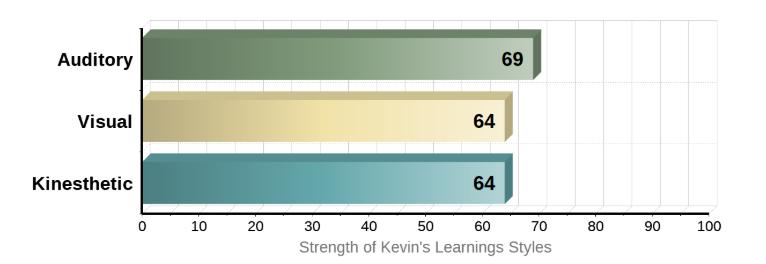 Auditory 69
Visual 64
Kinesthetic 64
0 10 20 30 40 50 60 70 80 90 100
Strength of Kevin's Learnings Styles